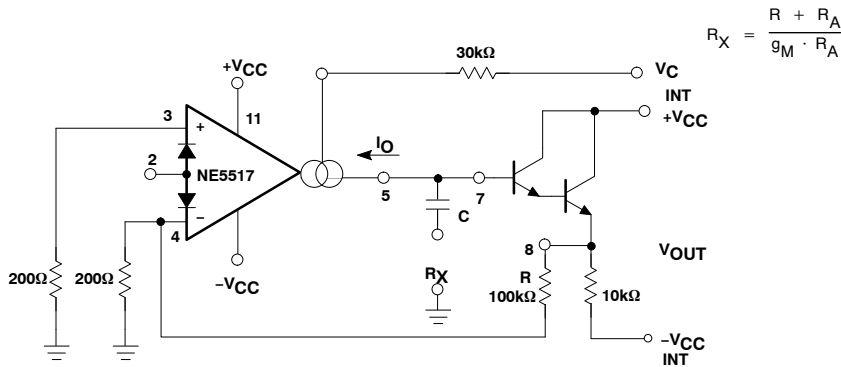 R + R_A
R_X = 
g_M · R_A
30kΩ
V_C
+V_CC
INT
+V_CC
3
+
11
I_O
2
NE5517
5
7
C
−
4
8
V_OUT
−V_CC
R_X
R
200Ω
200Ω
100kΩ
10kΩ
−V_CC
INT